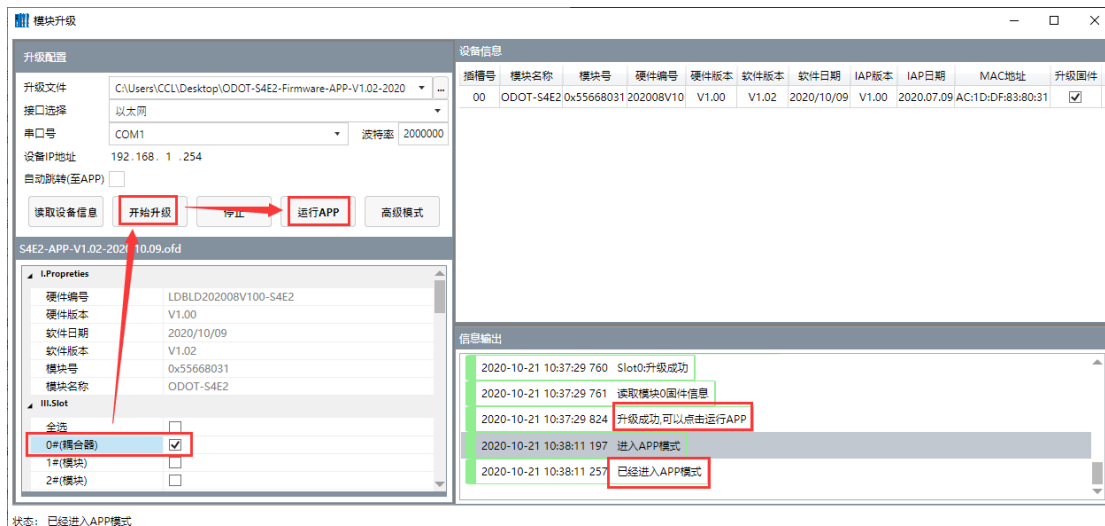 模块升级
升级配置
升级文件 C:\Users\CCL\Desktop\ODOT-S4E2-Firmware-APP-V1.02-2020 ...
接口选择 以太网
串口号 COM1 波特率 2000000
设备IP地址 192.168. 1 .254
自动跳转(至APP)
读取设备信息 开始升级 停止 运行APP 高级模式
S4E2-APP-V1.02-2020.10.09.ofd
I.Propreties
硬件编号 LDBLD202008V100-S4E2
硬件版本 V1.00
软件日期 2020/10/09
软件版本 V1.02
模块号 0x55668031
模块名称 ODOT-S4E2
III.Slot
全选
0#(耦合器)
1#(模块)
2#(模块)
设备信息
插槽号 模块名称 模块号 硬件编号 硬件版本 软件版本 软件日期 IAP版本 IAP日期 MAC地址 升级固件
00 ODOT-S4E2 0x55668031 202008V10 V1.00 V1.02 2020/10/09 V1.00 2020.07.09 AC:1D:DF:83:80:31
信息输出
2020-10-21 10:37:29 760 Slot0:升级成功
2020-10-21 10:37:29 761 读取模块0固件信息
2020-10-21 10:37:29 824 升级成功,可以点击运行APP
2020-10-21 10:38:11 197 进入APP模式
2020-10-21 10:38:11 257 已经进入APP模式
状态: 已经进入APP模式